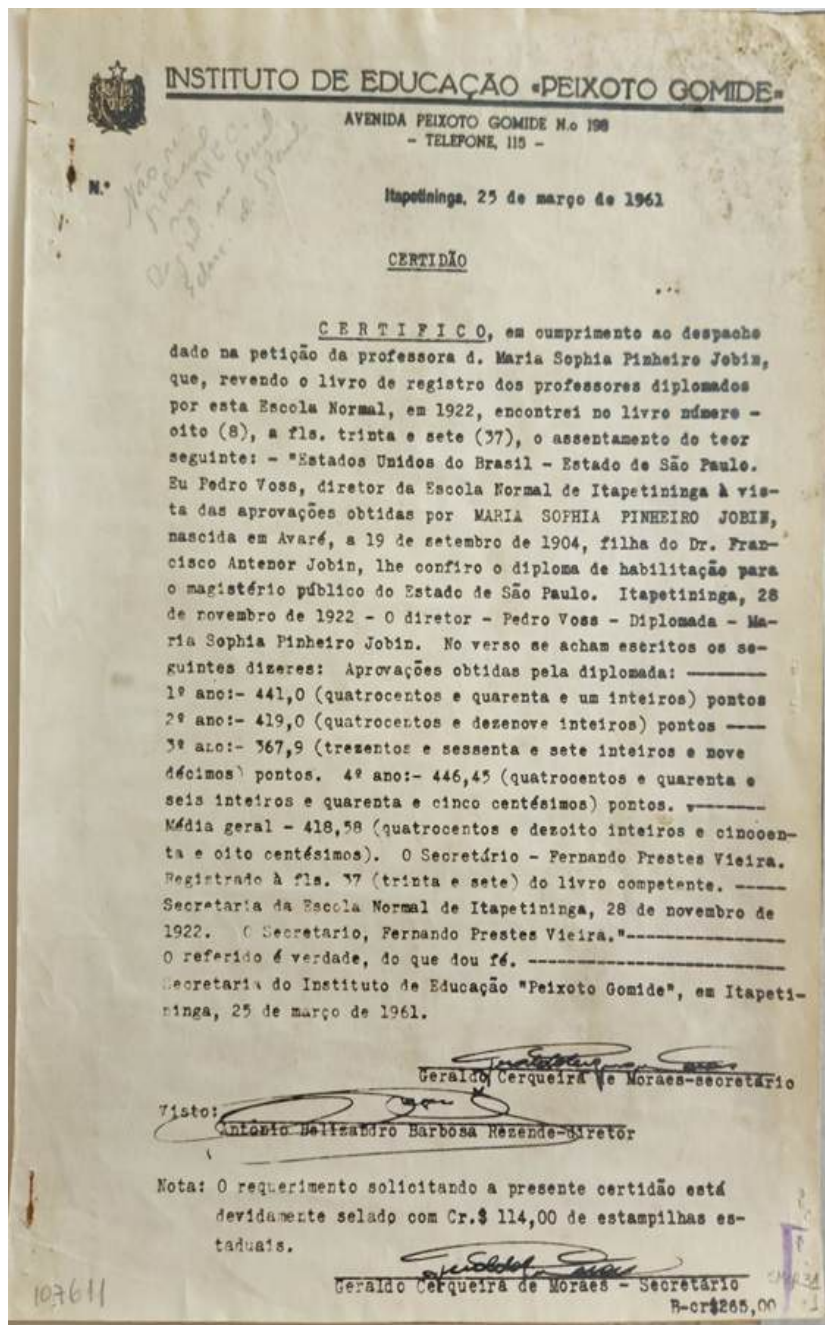 INSTITUTO DE EDUCAÇÃO «PEIXOTO GOMIDE»
AVENIDA PEIXOTO GOMIDE N.o 198
- TELEFONE, 115 -
N.º
Itapetininga, 25 de março de 1961
CERTIDÃO
CERTIFICO, em cumprimento ao despacho
dado na petição da professora d. Maria Sophia Pinheiro Jobin,
que, revendo o livro de registro dos professores diplomados
por esta Escola Normal, em 1922, encontrei no livro número -
oito (8), a fls. trinta e sete (37), o assentamento do teor
seguinte: - "Estados Unidos do Brasil - Estado de São Paulo.
Eu Pedro Voss, diretor da Escola Normal de Itapetininga à vis-
ta das aprovações obtidas por MARIA SOPHIA PINHEIRO JOBIN,
nascida em Avaré, a 19 de setembro de 1904, filha do Dr. Fran-
cisco Antenor Jobin, lhe confiro o diploma de habilitação para
o magistério público do Estado de São Paulo. Itapetininga, 28
de novembro de 1922 - O diretor - Pedro Voss - Diplomada - Ma-
ria Sophia Pinheiro Jobin. No verso se acham escritos os se-
guintes dizeres: Aprovações obtidas pela diplomada: -------
1º ano:- 441,0 (quatrocentos e quarenta e um inteiros) pontos
2º ano:- 419,0 (quatrocentos e dezenove inteiros) pontos ----
3º ano:- 367,9 (trezentos e sessenta e sete inteiros e nove
décimos) pontos. 4º ano:- 446,45 (quatrocentos e quarenta e
seis inteiros e quarenta e cinco centésimos) pontos. -------
Média geral - 418,58 (quatrocentos e dezoito inteiros e cincoen-
ta e oito centésimos). O Secretário - Fernando Prestes Vieira.
Registrado à fls. 37 (trinta e sete) do livro competente. -----
Secretaria da Escola Normal de Itapetininga, 28 de novembro de
1922. O Secretario, Fernando Prestes Vieira."---------------
O referido é verdade, do que dou fé. -----------------------
Secretaria do Instituto de Educação "Peixoto Gomide", em Itapeti-
ninga, 25 de março de 1961.
Geraldo Cerqueira de Moraes-secretário
Visto:
Antônio Belizandro Barbosa Rezende-diretor
Nota: O requerimento solicitando a presente certidão está
devidamente selado com Cr.$ 114,00 de estampilhas es-
taduais.
Geraldo Cerqueira de Moraes - Secretário
R-cr$265,00
107611